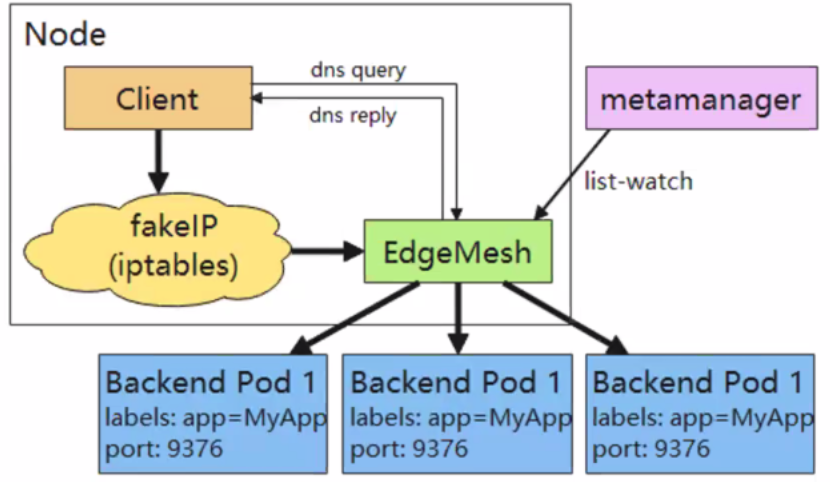 Node
dns query
Client
metamanager
dns reply
list-watch
fakeIP
(iptables)
EdgeMesh
Backend Pod 1
labels: app=MyApp
port: 9376
Backend Pod 1
labels: app=MyApp
port: 9376
Backend Pod 1
labels: app=MyApp
port: 9376